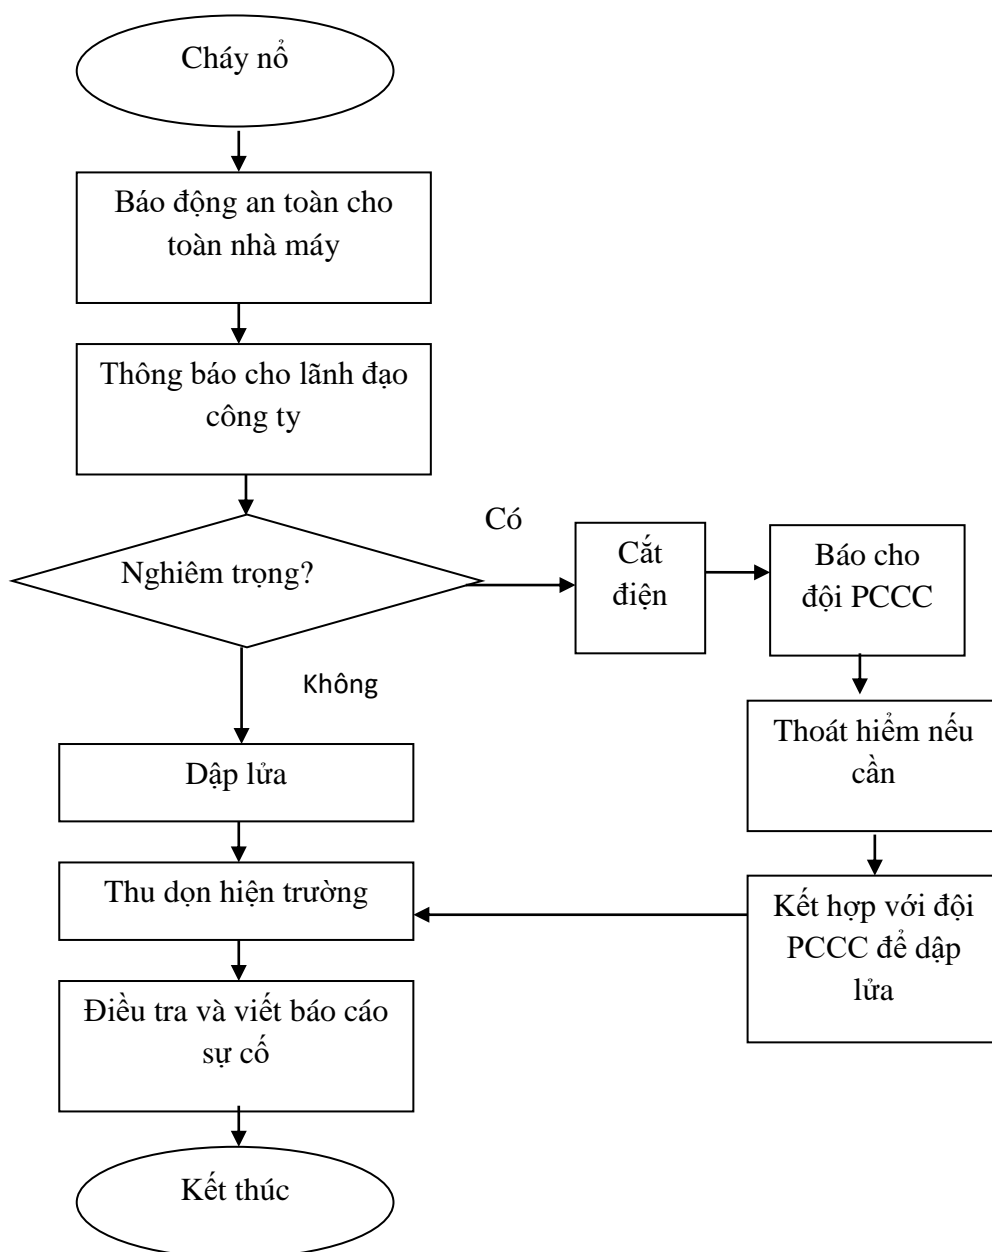 Cháy nổ
Báo động an toàn cho
toàn nhà máy
Thông báo cho lãnh đạo
công ty
Nghiêm trọng?
Có
Cắt
điện
Báo cho
đội PCCC
Không
Thoát hiểm nếu
cần
Dập lửa
Thu dọn hiện trường
Kết hợp với đội
PCCC để dập
lửa
Điều tra và viết báo cáo
sự cố
Kết thúc